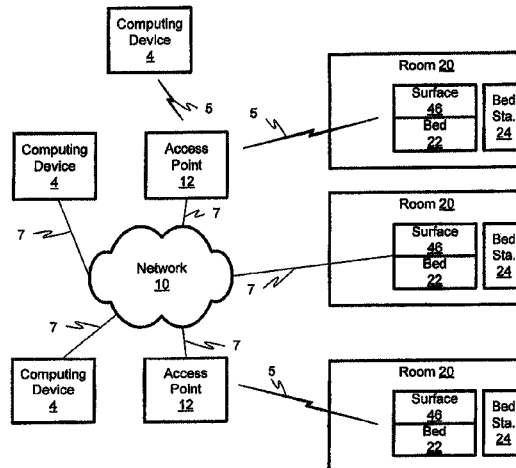 Computing
Device
4
5
Computing
Device
4
Access
Point
12
5
Room 20
Surface
46
Bed
22
Bed
Sta.
24
7
7
Network
10
7
Room 20
Surface
46
Bed
22
Bed
Sta.
24
7
7
Computing
Device
4
Access
Point
12
5
Room 20
Surface
46
Bed
22
Bed
Sta.
24